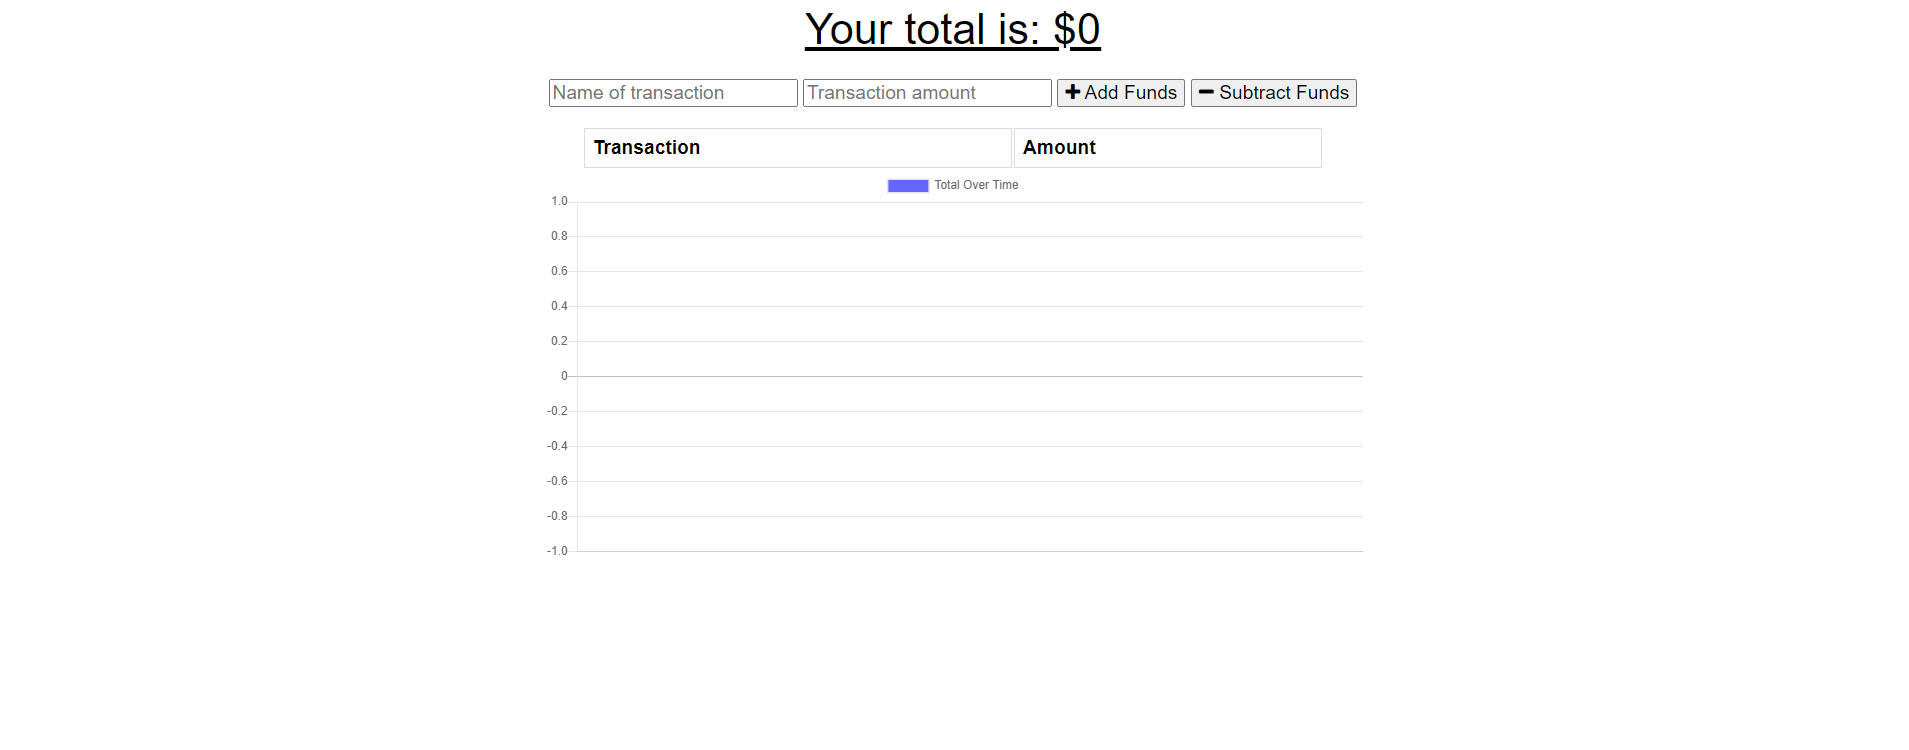 Your total is: $0
Name of transaction Transaction amount Add Funds Subtract Funds
Transaction Amount
Total Over Time
1.0
0.8
0.6
0.4
0.2
0
-0.2
-0.4
-0.6
-0.8
-1.0